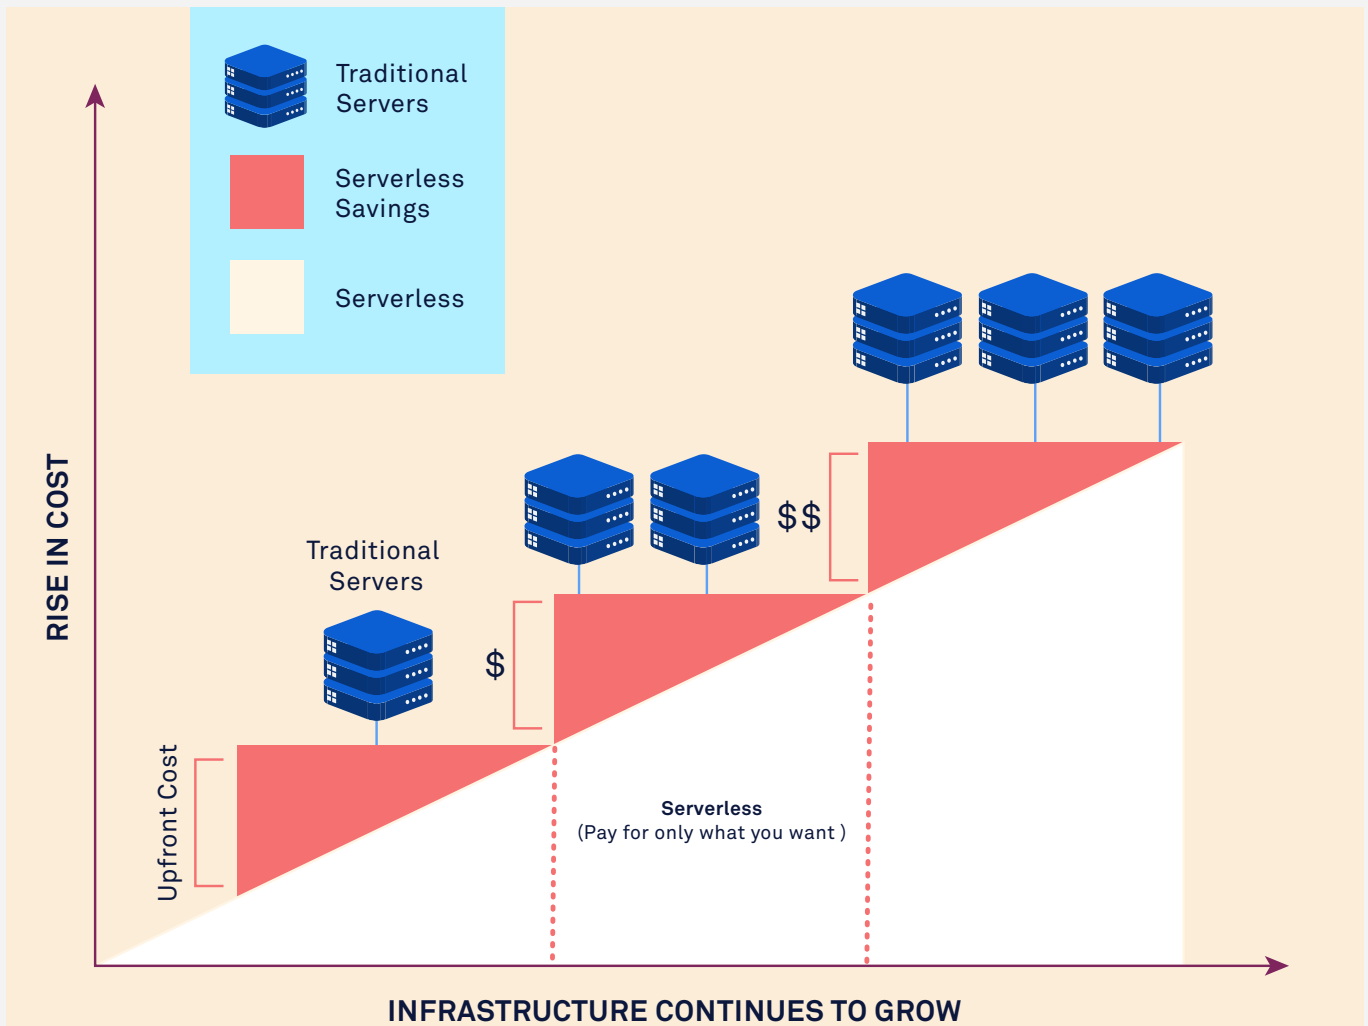 Traditional
Servers
Serverless
Savings
Serverless
RISE IN COST
Traditional
Servers
Upfront Cost
$
$$
Serverless
(Pay for only what you want )
INFRASTRUCTURE CONTINUES TO GROW